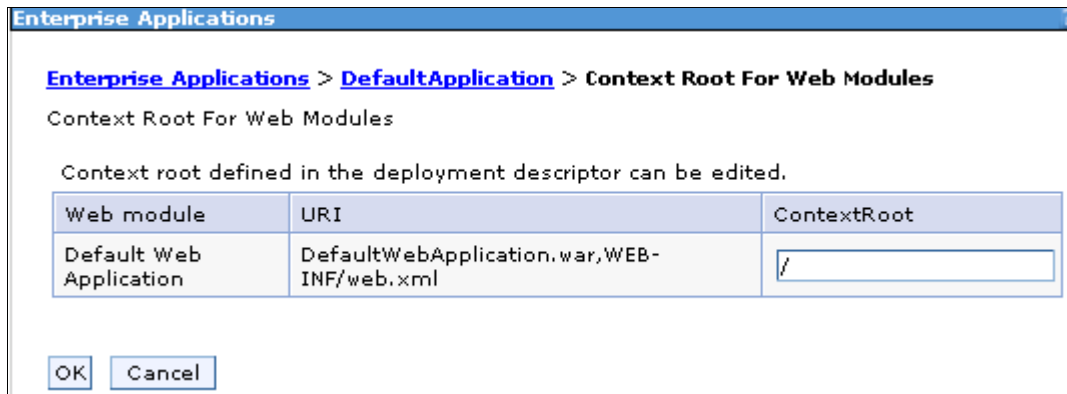 Enterprise Applications
Enterprise Applications > DefaultApplication > Context Root For Web Modules
Context Root For Web Modules
Context root defined in the deployment descriptor can be edited.
Web module URI ContextRoot
Default Web Application DefaultWebApplication.war,WEB-INF/web.xml /
OK Cancel